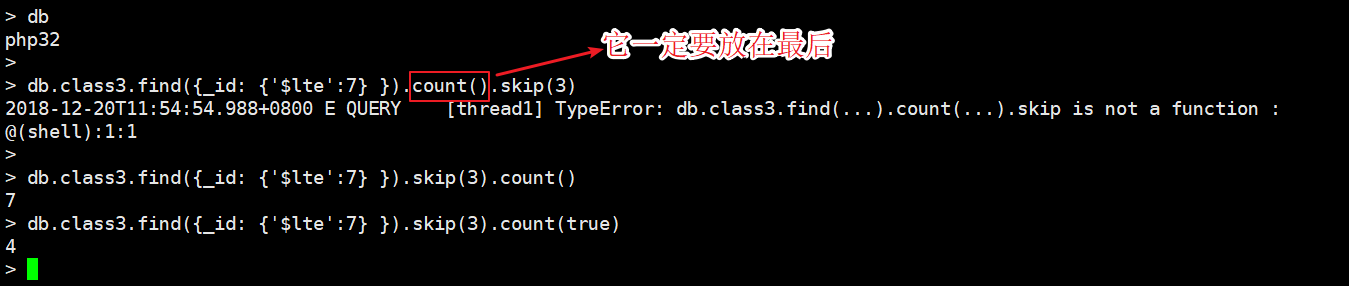 > db
php32
>
> db.class3.find({_id: {'$lte':7} }).count().skip(3)
它一定要放在最后
2018-12-20T11:54:54.988+0800 E QUERY    [thread1] TypeError: db.class3.find(...).count(...).skip is not a function :
@(shell):1:1
>
> db.class3.find({_id: {'$lte':7} }).skip(3).count()
7
> db.class3.find({_id: {'$lte':7} }).skip(3).count(true)
4
>